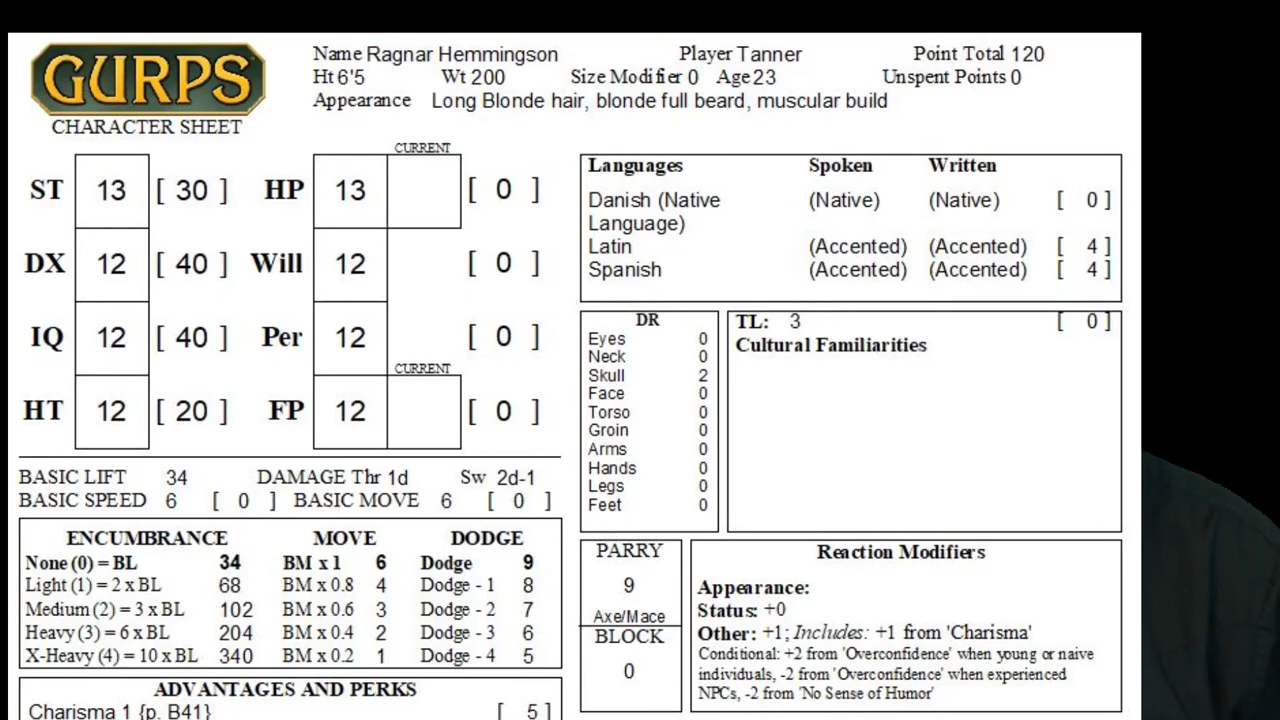 GURPS
CHARACTER SHEET
Name Ragnar Hemmingson Player Tanner Point Total 120
Ht 6'5 Wt 200 Size Modifier 0 Age 23 Unspent Points 0
Appearance Long Blonde hair, blonde full beard, muscular build
CURRENT
ST 13 [ 30 ] HP 13 [ 0 ]
DX 12 [ 40 ] Will 12 [ 0 ]
IQ 12 [ 40 ] Per 12 [ 0 ]
CURRENT
HT 12 [ 20 ] FP 12 [ 0 ]
BASIC LIFT 34 DAMAGE Thr 1d Sw 2d-1
BASIC SPEED 6 [ 0 ] BASIC MOVE 6 [ 0 ]
ENCUMBRANCE MOVE DODGE
None (0) = BL 34 BM x 1 6 Dodge 9
Light (1) = 2 x BL 68 BM x 0.8 4 Dodge - 1 8
Medium (2) = 3 x BL 102 BM x 0.6 3 Dodge - 2 7
Heavy (3) = 6 x BL 204 BM x 0.4 2 Dodge - 3 6
X-Heavy (4) = 10 x BL 340 BM x 0.2 1 Dodge - 4 5
ADVANTAGES AND PERKS
Charisma 1 {p. B41} [ 5 ]
Languages Spoken Written
Danish (Native (Native) (Native) [ 0 ]
Language)
Latin (Accented) (Accented) [ 4 ]
Spanish (Accented) (Accented) [ 4 ]
DR
Eyes 0
Neck 0
Skull 2
Face 0
Torso 0
Groin 0
Arms 0
Hands 0
Legs 0
Feet 0
TL: 3 [ 0 ]
Cultural Familiarities
PARRY
9
Axe/Mace
BLOCK
0
Reaction Modifiers
Appearance:
Status: +0
Other: +1; Includes: +1 from 'Charisma'
Conditional: +2 from 'Overconfidence' when young or naive
individuals, -2 from 'Overconfidence' when experienced
NPCs, -2 from 'No Sense of Humor'